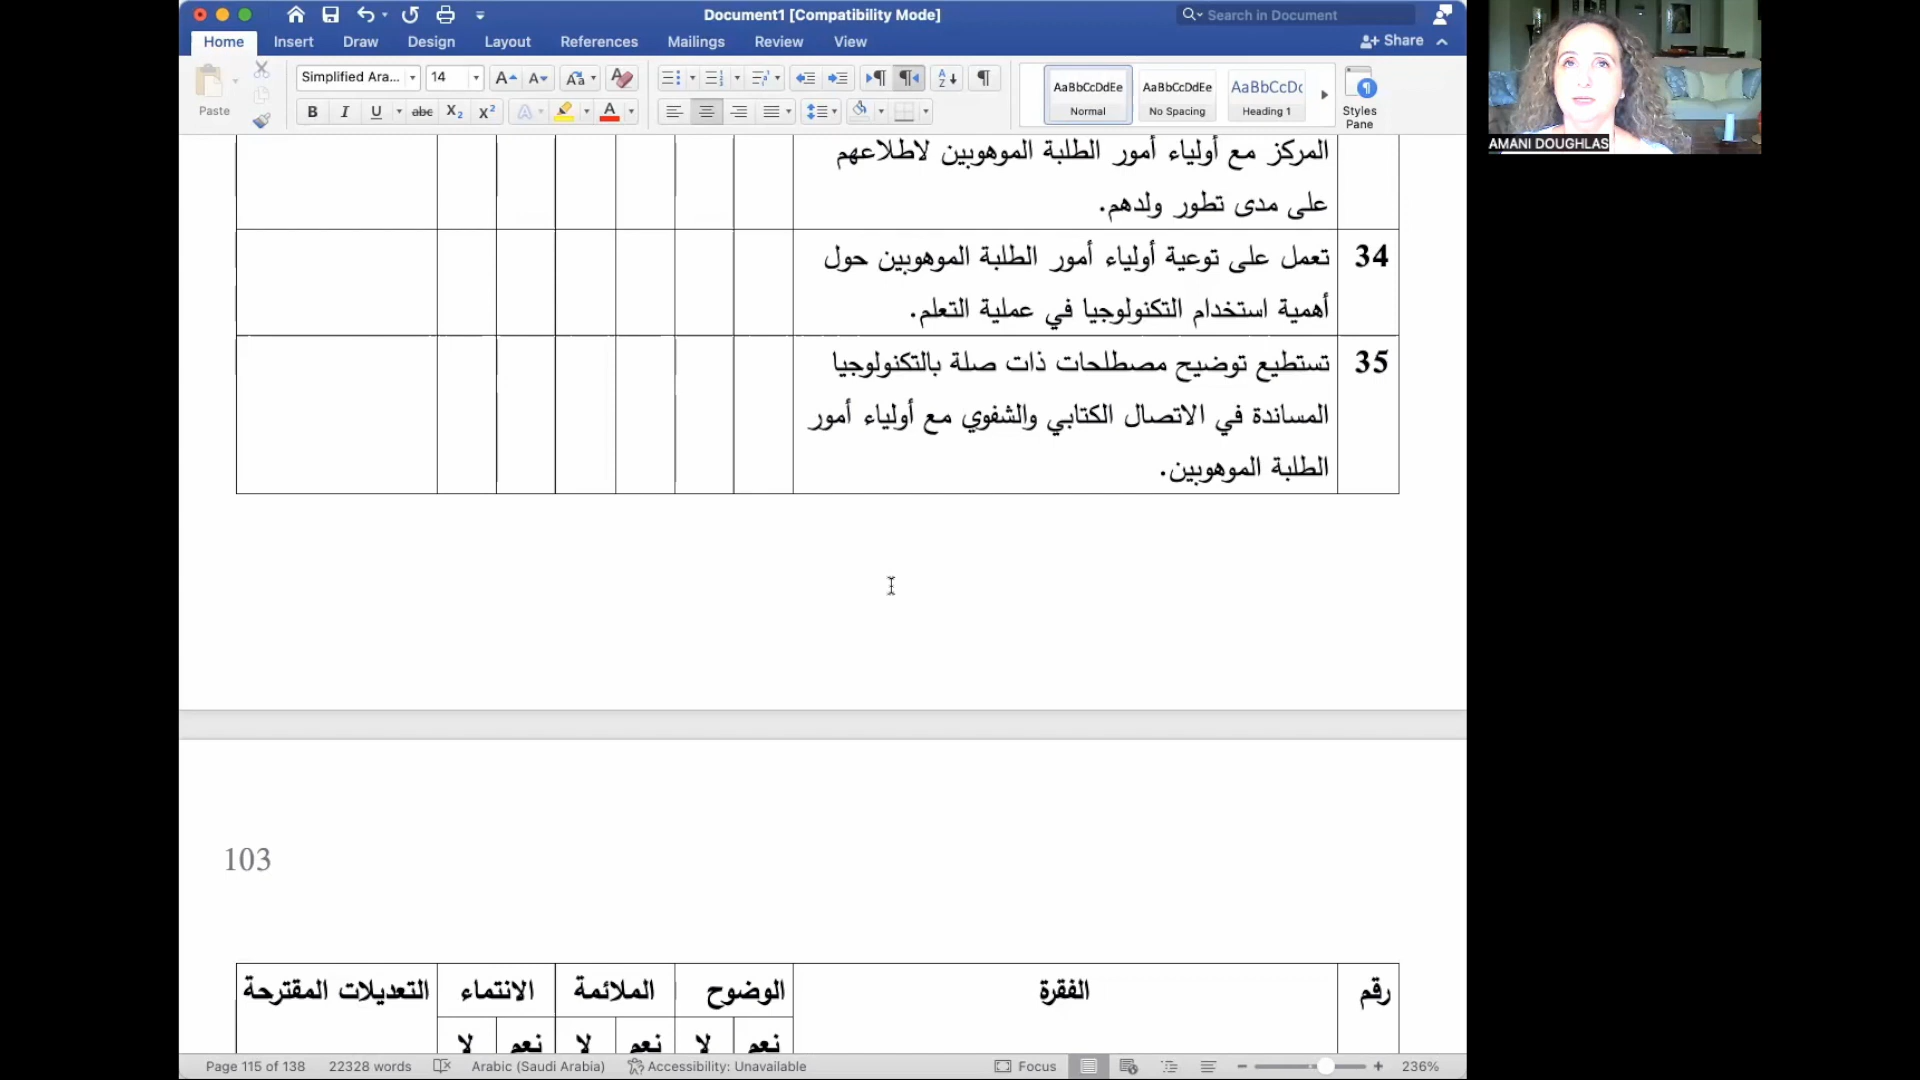 Document1 [Compatibility Mode]
Search in Document
Home Insert Draw Design Layout References Mailings Review View
Share
Paste
Simplified Ara... 14
AaBbCcDdEe AaBbCcDdEe AaBbCcDc
Normal No Spacing Heading 1
Styles Pane
AMANI DOUGHLAS
المركز مع أولياء أمور الطلبة الموهوبين لاطلاعهم
على مدى تطور ولدهم.
34 تعمل على توعية أولياء أمور الطلبة الموهوبين حول
أهمية استخدام التكنولوجيا في عملية التعلم.
35 تستطيع توضيح مصطلحات ذات صلة بالتكنولوجيا
المساندة في الاتصال الكتابي والشفوي مع أولياء أمور
الطلبة الموهوبين.
103
رقم الفقرة الوضوح الملائمة الانتماء التعديلات المقترحة
نعم لا نعم لا نعم لا
Page 115 of 138 22328 words Arabic (Saudi Arabia) Accessibility: Unavailable Focus 236%